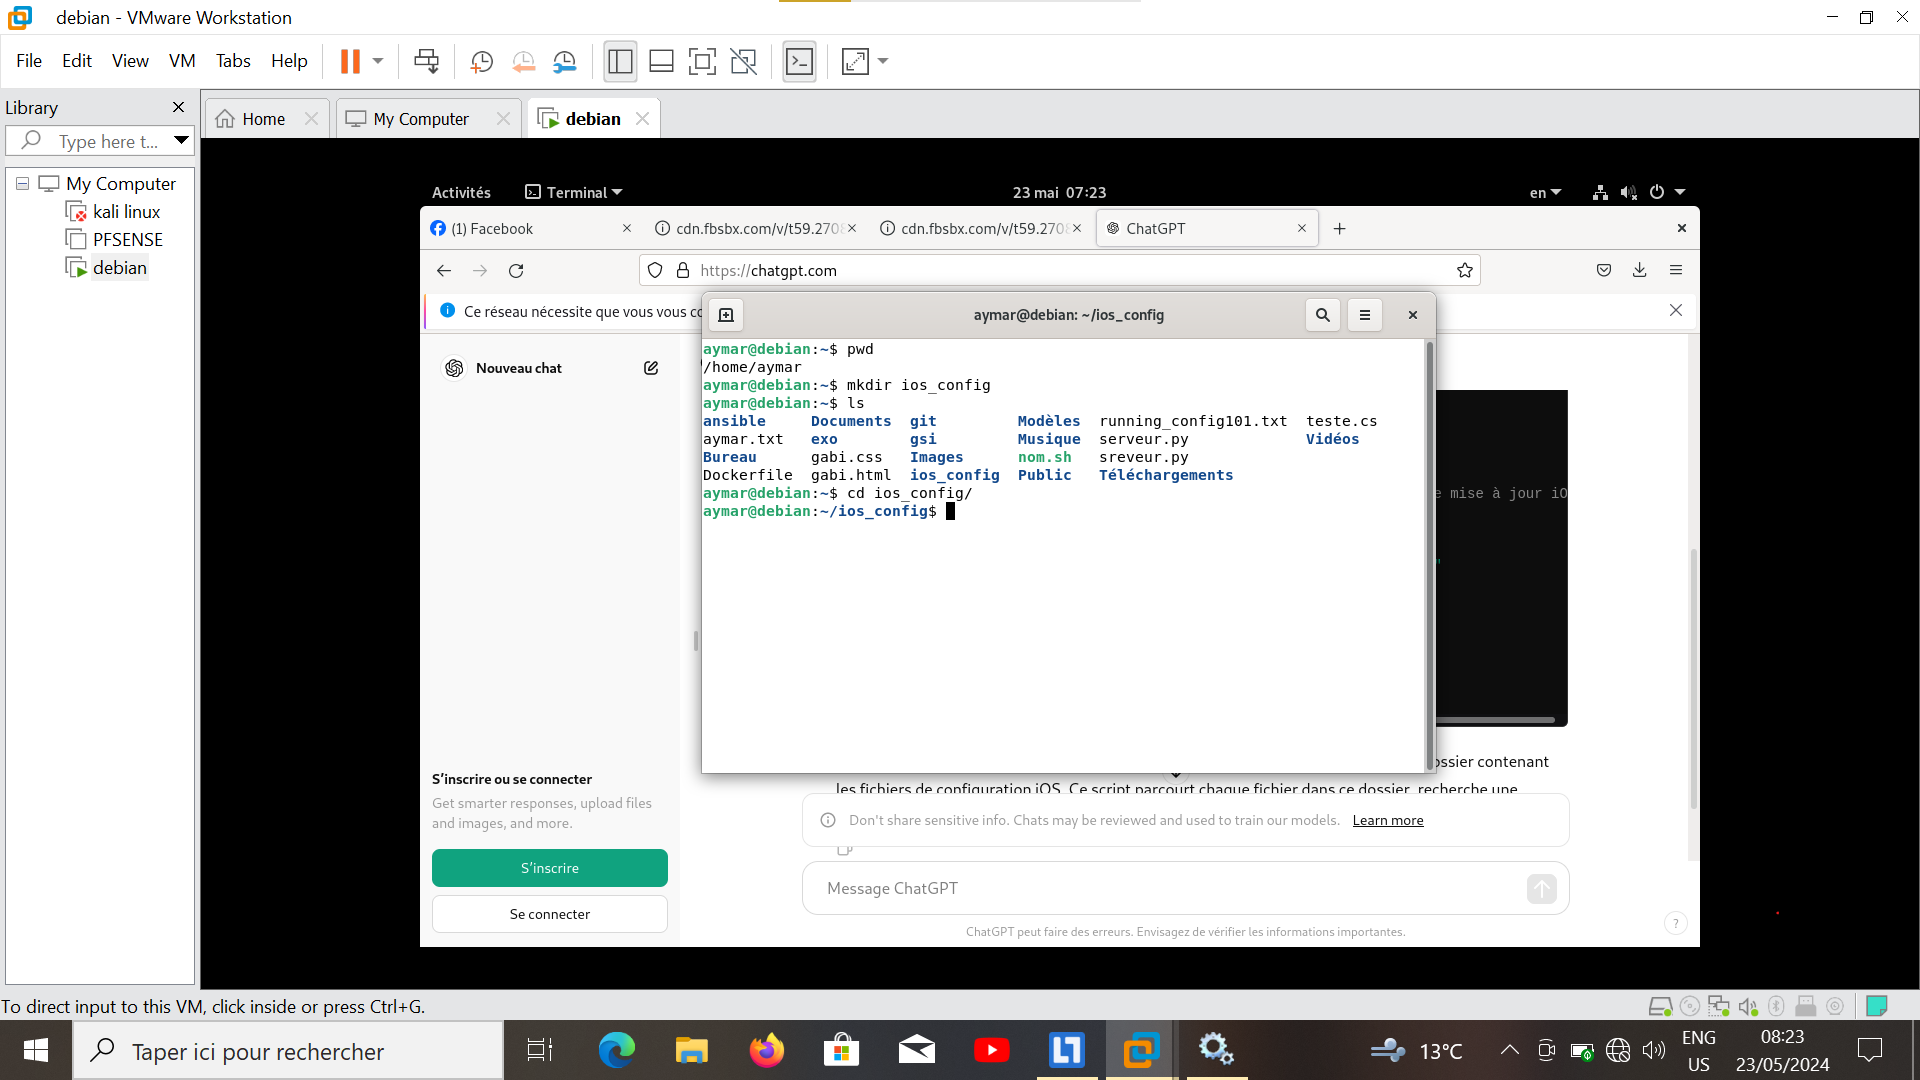 debian - VMware Workstation
File Edit View VM Tabs Help
Library
Type here t...
My Computer
kali linux
PFSENSE
debian
Home
My Computer
debian
Activités
Terminal
23 mai 07:23
en
(1) Facebook
cdn.fbsbx.com/v/t59.2708
cdn.fbsbx.com/v/t59.2708
ChatGPT
https://chatgpt.com
Ce réseau nécessite que vous vous co
Nouveau chat
aymar@debian: ~/ios_config
aymar@debian:~$ pwd
/home/aymar
aymar@debian:~$ mkdir ios_config
aymar@debian:~$ ls
ansible Documents git Modèles running_config101.txt teste.cs
aymar.txt exo gsi Musique serveur.py Vidéos
Bureau gabi.css Images nom.sh sreveur.py
Dockerfile gabi.html ios_config Public Téléchargements
aymar@debian:~$ cd ios_config/
aymar@debian:~/ios_config$
e mise à jour iO
"
ossier contenant
les fichiers de configuration iOS. Ce script parcourt chaque fichier dans ce dossier, recherche une
S'inscrire ou se connecter
Get smarter responses, upload files
and images, and more.
S'inscrire
Se connecter
Don't share sensitive info. Chats may be reviewed and used to train our models. Learn more
Message ChatGPT
ChatGPT peut faire des erreurs. Envisagez de vérifier les informations importantes.
?
To direct input to this VM, click inside or press Ctrl+G.
Taper ici pour rechercher
13°C
ENG
US
08:23
23/05/2024